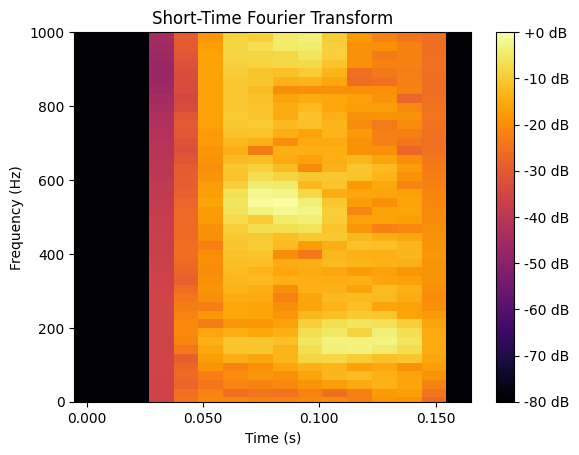 Short-Time Fourier Transform
1000
800
600
400
200
0
Frequency (Hz)
0.000
0.050
0.100
0.150
Time (s)
+0 dB
-10 dB
-20 dB
-30 dB
-40 dB
-50 dB
-60 dB
-70 dB
-80 dB